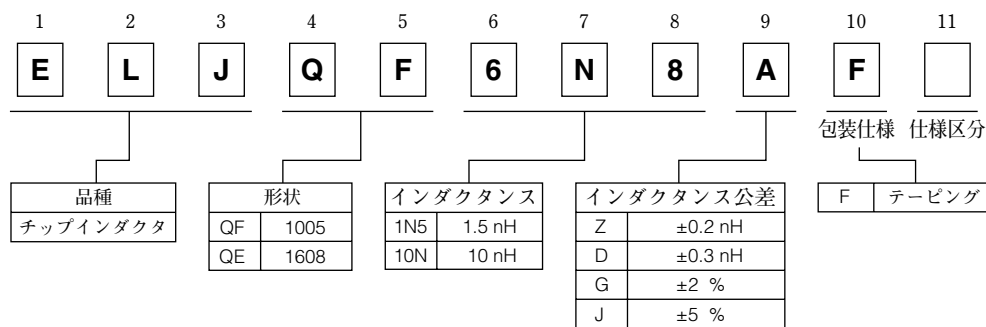 1 2 3 4 5 6 7 8 9 10 11
E L J Q F 6 N 8 A F
包装仕様 仕様区分
品種
チップインダクタ
形状
QF 1005
QE 1608
インダクタンス
1N5 1.5 nH
10N 10 nH
インダクタンス公差
Z ±0.2 nH
D ±0.3 nH
G ±2 %
J ±5 %
F テーピング